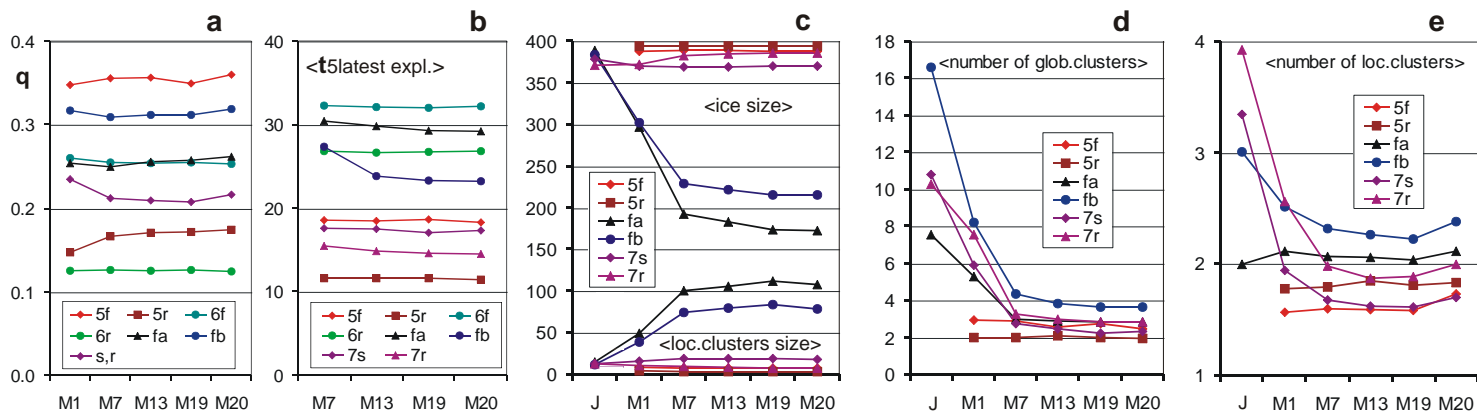 a
q
0.4
0.3
0.2
0.1
0.0
M1 M7 M13 M19 M20
5f 5r 6f
6r fa fb
s,r
b
<t5latest expl.>
40
30
20
10
0
M7 M13 M19 M20
5f 5r 6f
6r fa fb
7s 7r
c
<ice size>
<loc.clusters size>
400
350
300
250
200
150
100
50
0
J M1 M7 M13 M19 M20
5f
5r
fa
fb
7s
7r
d
<number of glob.clusters>
18
16
14
12
10
8
6
4
2
0
J M1 M7 M13 M19 M20
5f
5r
fa
fb
7s
7r
e
<number of loc.clusters>
4
3
2
1
J M1 M7 M13 M19 M20
5f
5r
fa
fb
7s
7r